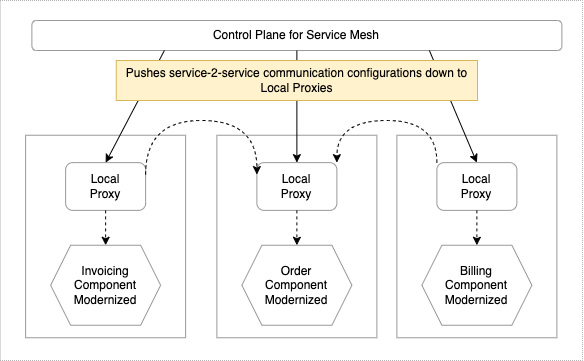 Control Plane for Service Mesh
Pushes service-2-service communication configurations down to
Local Proxies
Local
Proxy
Local
Proxy
Local
Proxy
Invoicing
Component
Modernized
Order
Component
Modernized
Billing
Component
Modernized